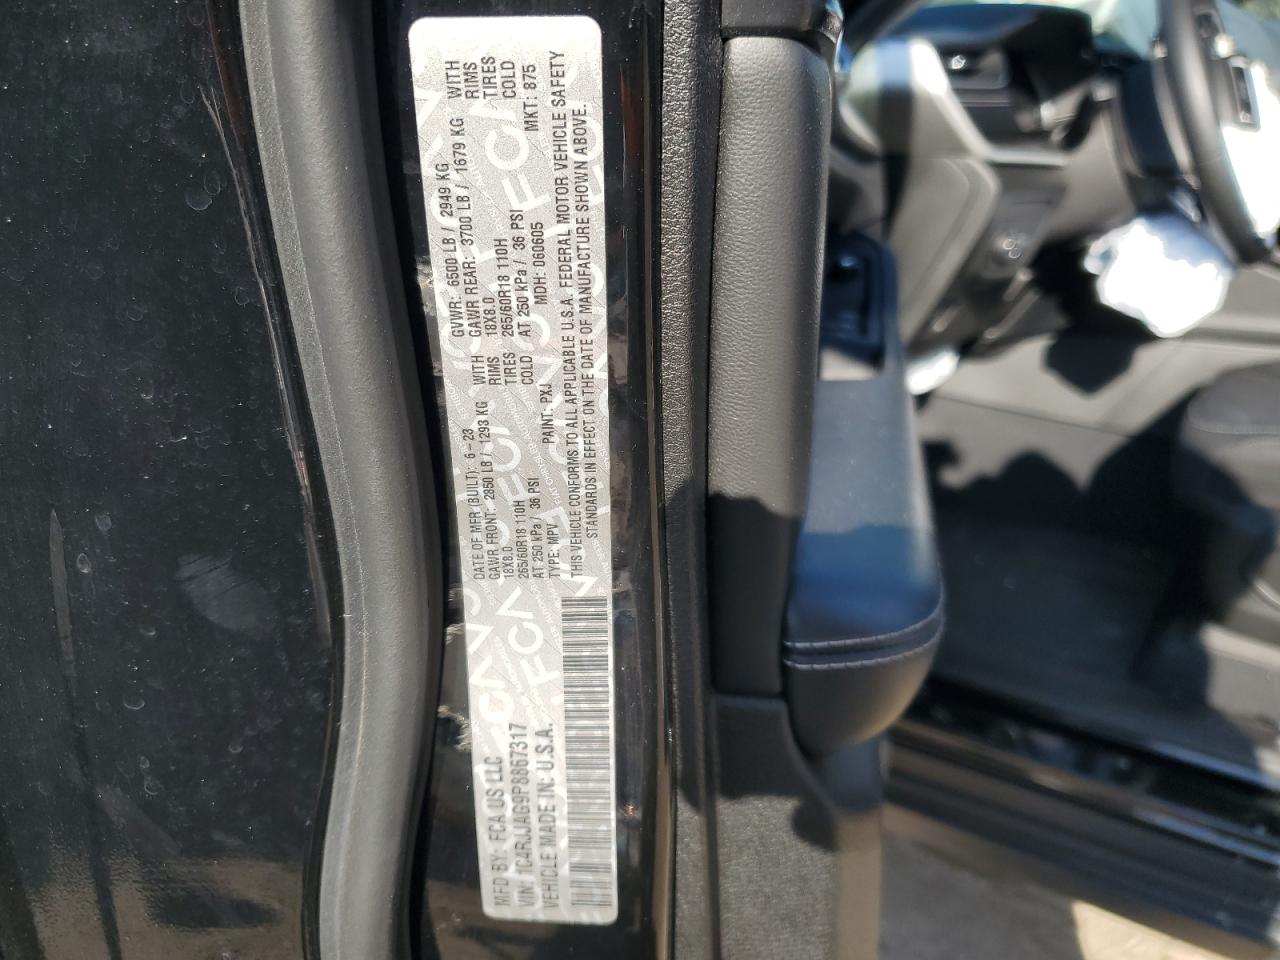 MFD BY: FCA US LLC
DATE OF MFR (BUILT): 6 - 23
GVWR: 6500 LB / 2949 KG
GAWR FRONT: 2850 LB / 1293 KG WITH
18X8.0 RIMS
265/60R18 110H TIRES
AT 250 kPa / 36 PSI COLD
GAWR REAR: 3700 LB / 1679 KG WITH
18X8.0 RIMS
265/60R18 110H TIRES
AT 250 kPa / 36 PSI COLD
VIN: 1C4RJJAG9P8867317
TYPE: MPV PAINT: PXJ MDH: 060605 MKT: 875
VEHICLE MADE IN: U.S.A.
THIS VEHICLE CONFORMS TO ALL APPLICABLE U.S.A. FEDERAL MOTOR VEHICLE SAFETY
STANDARDS IN EFFECT ON THE DATE OF MANUFACTURE SHOWN ABOVE.